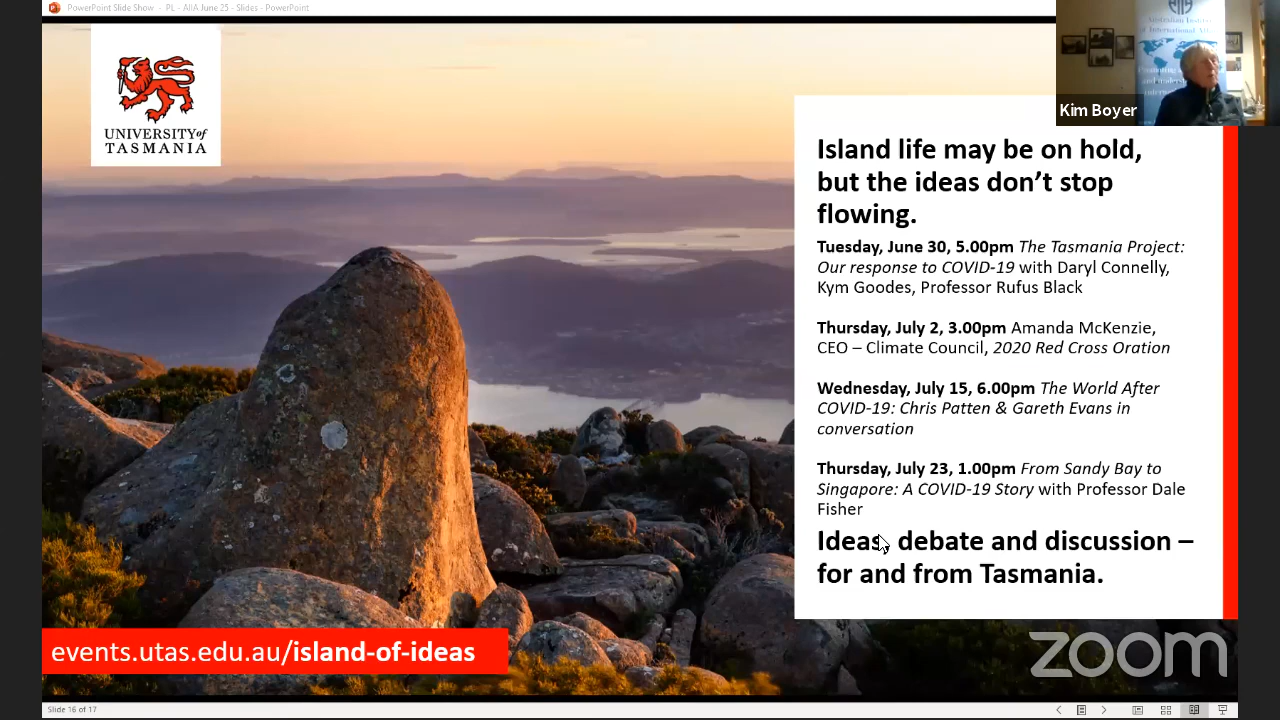 PowerPoint Slide Show - PL - AIIA June 25 - Slides - PowerPoint
UNIVERSITY of
TASMANIA
Australian Institute
of International
Kim Boyer
Island life may be on hold,
but the ideas don’t stop
flowing.
Tuesday, June 30, 5.00pm The Tasmania Project:
Our response to COVID-19 with Daryl Connelly,
Kym Goodes, Professor Rufus Black
Thursday, July 2, 3.00pm Amanda McKenzie,
CEO – Climate Council, 2020 Red Cross Oration
Wednesday, July 15, 6.00pm The World After
COVID-19: Chris Patten & Gareth Evans in
conversation
Thursday, July 23, 1.00pm From Sandy Bay to
Singapore: A COVID-19 Story with Professor Dale
Fisher
Ideas, debate and discussion –
for and from Tasmania.
events.utas.edu.au/island-of-ideas
zoom
Slide 16 of 17